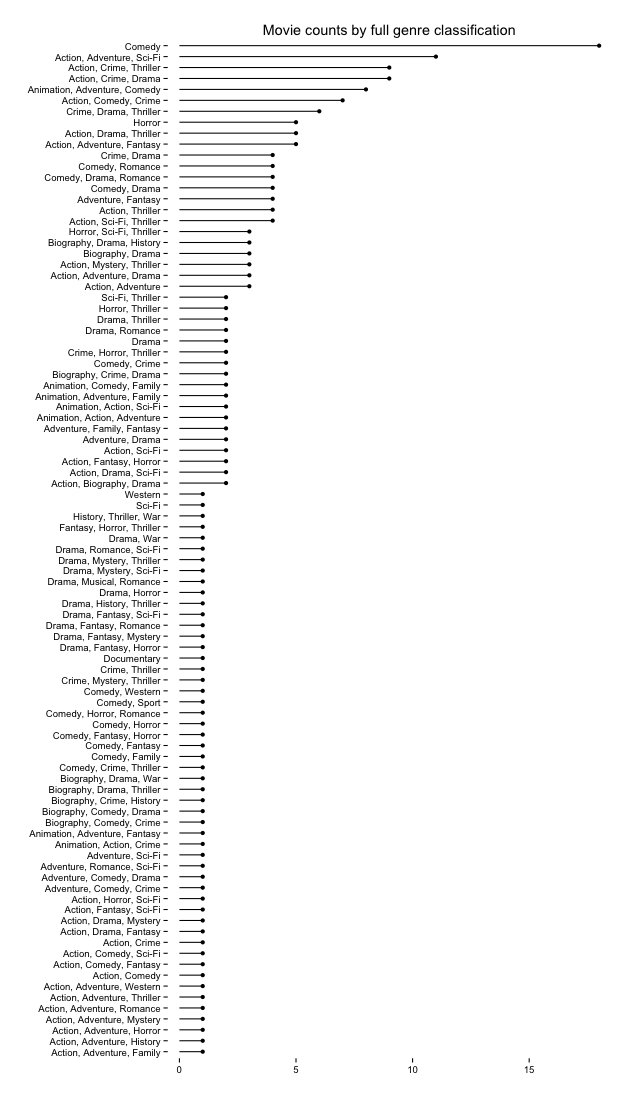 Movie counts by full genre classification
Comedy
Action, Adventure, Sci-Fi
Action, Crime, Thriller
Action, Crime, Drama
Animation, Adventure, Comedy
Action, Comedy, Crime
Crime, Drama, Thriller
Horror
Action, Drama, Thriller
Action, Adventure, Fantasy
Crime, Drama
Comedy, Romance
Comedy, Drama, Romance
Comedy, Drama
Adventure, Fantasy
Action, Thriller
Action, Sci-Fi, Thriller
Horror, Sci-Fi, Thriller
Biography, Drama, History
Biography, Drama
Action, Mystery, Thriller
Action, Adventure, Drama
Action, Adventure
Sci-Fi, Thriller
Horror, Thriller
Drama, Thriller
Drama, Romance
Drama
Crime, Horror, Thriller
Comedy, Crime
Biography, Crime, Drama
Animation, Comedy, Family
Animation, Adventure, Family
Animation, Action, Sci-Fi
Animation, Action, Adventure
Adventure, Family, Fantasy
Adventure, Drama
Action, Sci-Fi
Action, Fantasy, Horror
Action, Drama, Sci-Fi
Action, Biography, Drama
Western
Sci-Fi
History, Thriller, War
Fantasy, Horror, Thriller
Drama, War
Drama, Romance, Sci-Fi
Drama, Mystery, Thriller
Drama, Mystery, Sci-Fi
Drama, Musical, Romance
Drama, Horror
Drama, History, Thriller
Drama, Fantasy, Sci-Fi
Drama, Fantasy, Romance
Drama, Fantasy, Mystery
Drama, Fantasy, Horror
Documentary
Crime, Thriller
Crime, Mystery, Thriller
Comedy, Western
Comedy, Sport
Comedy, Horror, Romance
Comedy, Horror
Comedy, Fantasy, Horror
Comedy, Fantasy
Comedy, Family
Comedy, Crime, Thriller
Biography, Drama, War
Biography, Drama, Thriller
Biography, Crime, History
Biography, Comedy, Drama
Biography, Comedy, Crime
Animation, Adventure, Fantasy
Animation, Action, Crime
Adventure, Sci-Fi
Adventure, Romance, Sci-Fi
Adventure, Comedy, Drama
Adventure, Comedy, Crime
Action, Horror, Sci-Fi
Action, Fantasy, Sci-Fi
Action, Drama, Mystery
Action, Drama, Fantasy
Action, Crime
Action, Comedy, Sci-Fi
Action, Comedy, Fantasy
Action, Comedy
Action, Adventure, Western
Action, Adventure, Thriller
Action, Adventure, Romance
Action, Adventure, Mystery
Action, Adventure, Horror
Action, Adventure, History
Action, Adventure, Family
0 5 10 15